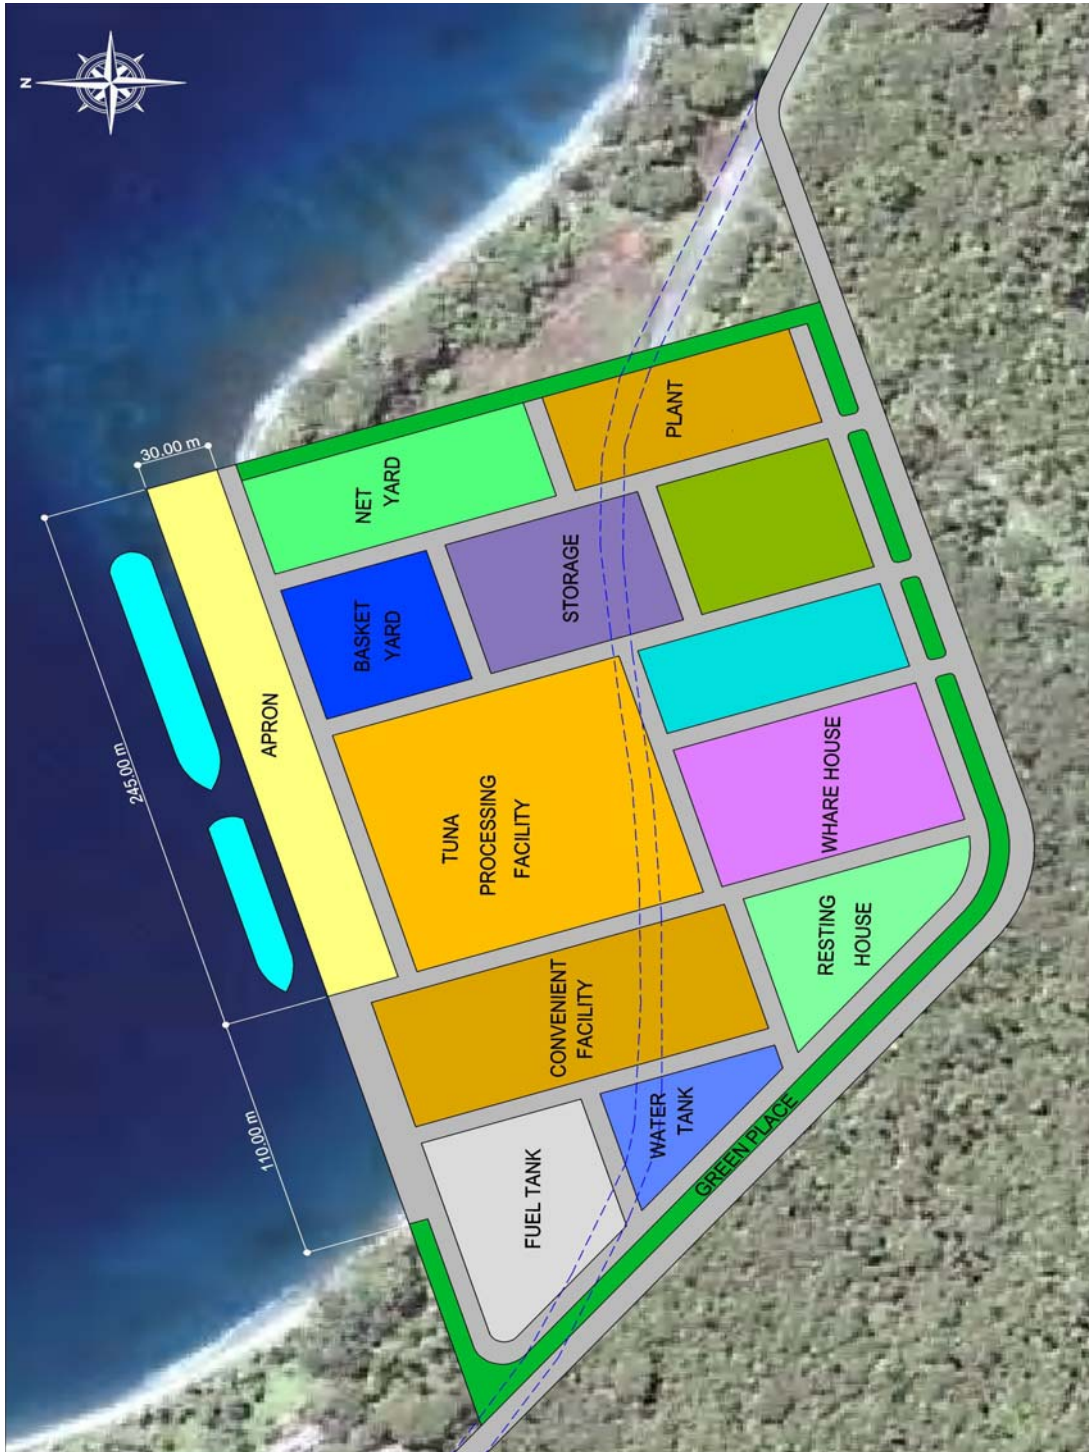 N
30.00 m
245.00 m
110.00 m
APRON
NET
YARD
BASKET
YARD
STORAGE
PLANT
TUNA
PROCESSING
FACILITY
WHARE HOUSE
CONVENIENT
FACILITY
RESTING
HOUSE
FUEL TANK
WATER
TANK
GREEN PLACE